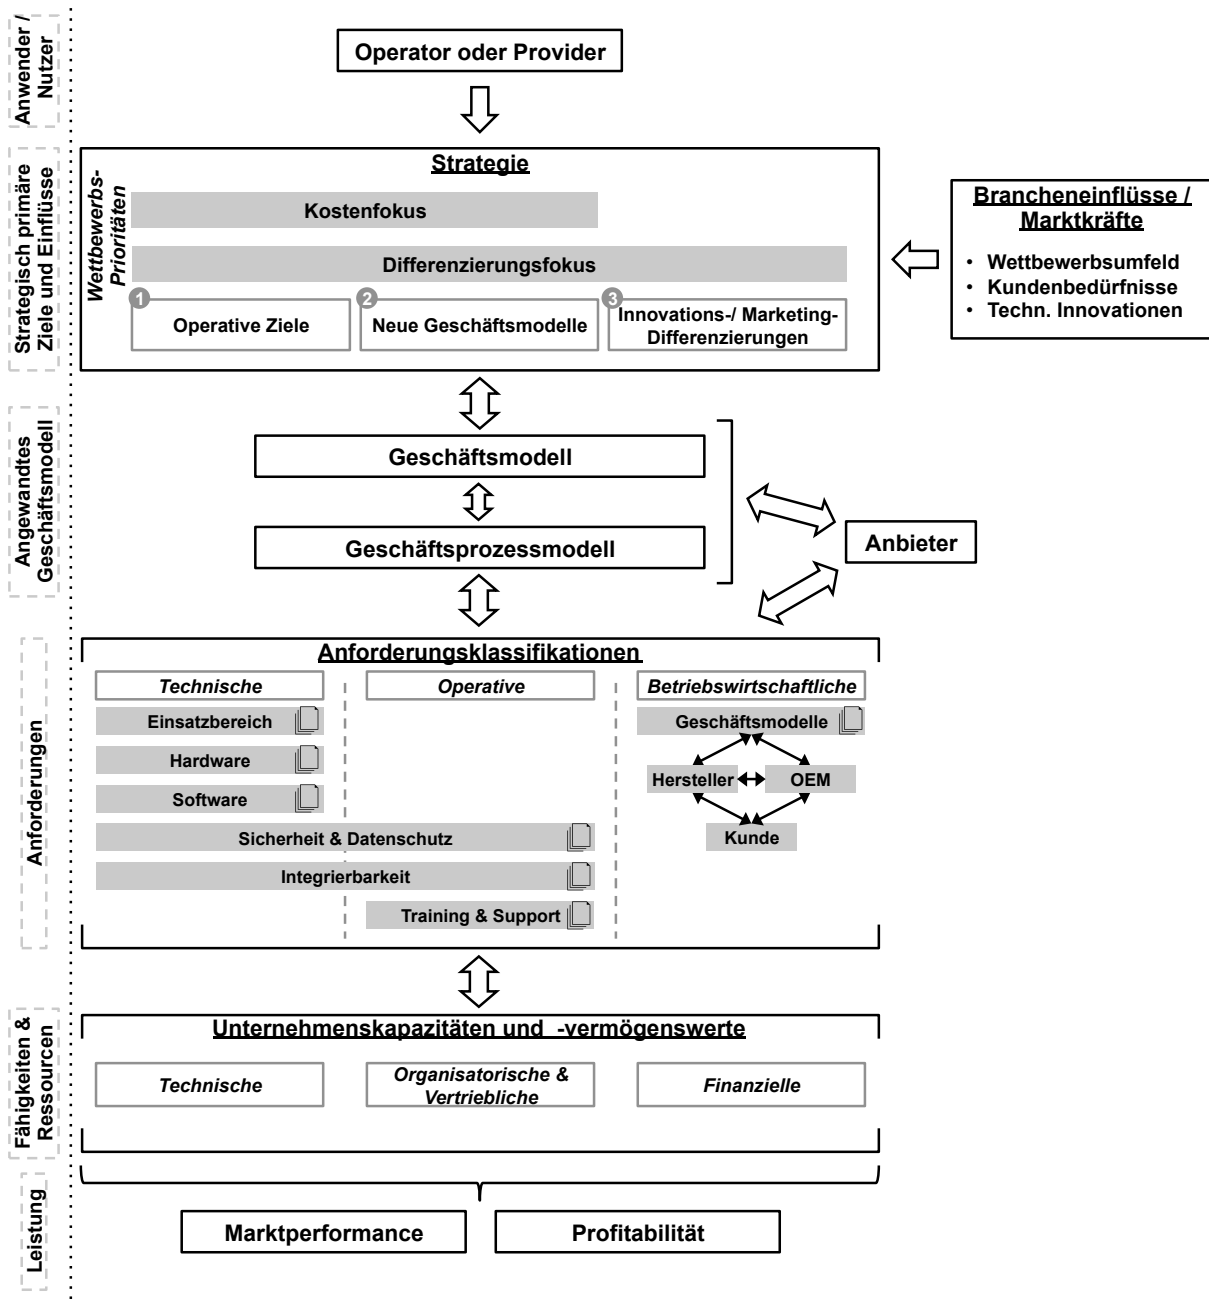 Anwender /
Nutzer
Operator oder Provider
Strategisch primäre
Ziele und Einflüsse
Strategie
Wettbewerbs-
Prioritäten
Kostenfokus
Differenzierungsfokus
1
Operative Ziele
2
Neue Geschäftsmodelle
3
Innovations-/ Marketing-
Differenzierungen
Brancheneinflüsse /
Marktkräfte
• Wettbewerbsumfeld
• Kundenbedürfnisse
• Techn. Innovationen
Angewandtes
Geschäftsmodell
Geschäftsmodell
Geschäftsprozessmodell
Anbieter
Anforderungen
Anforderungsklassifikationen
Technische
Operative
Betriebswirtschaftliche
Einsatzbereich
Geschäftsmodelle
Hardware
Hersteller
OEM
Software
Sicherheit & Datenschutz
Kunde
Integrierbarkeit
Training & Support
Fähigkeiten &
Ressourcen
Unternehmenskapazitäten und -vermögenswerte
Technische
Organisatorische &
Vertriebliche
Finanzielle
Leistung
Marktperformance
Profitabilität